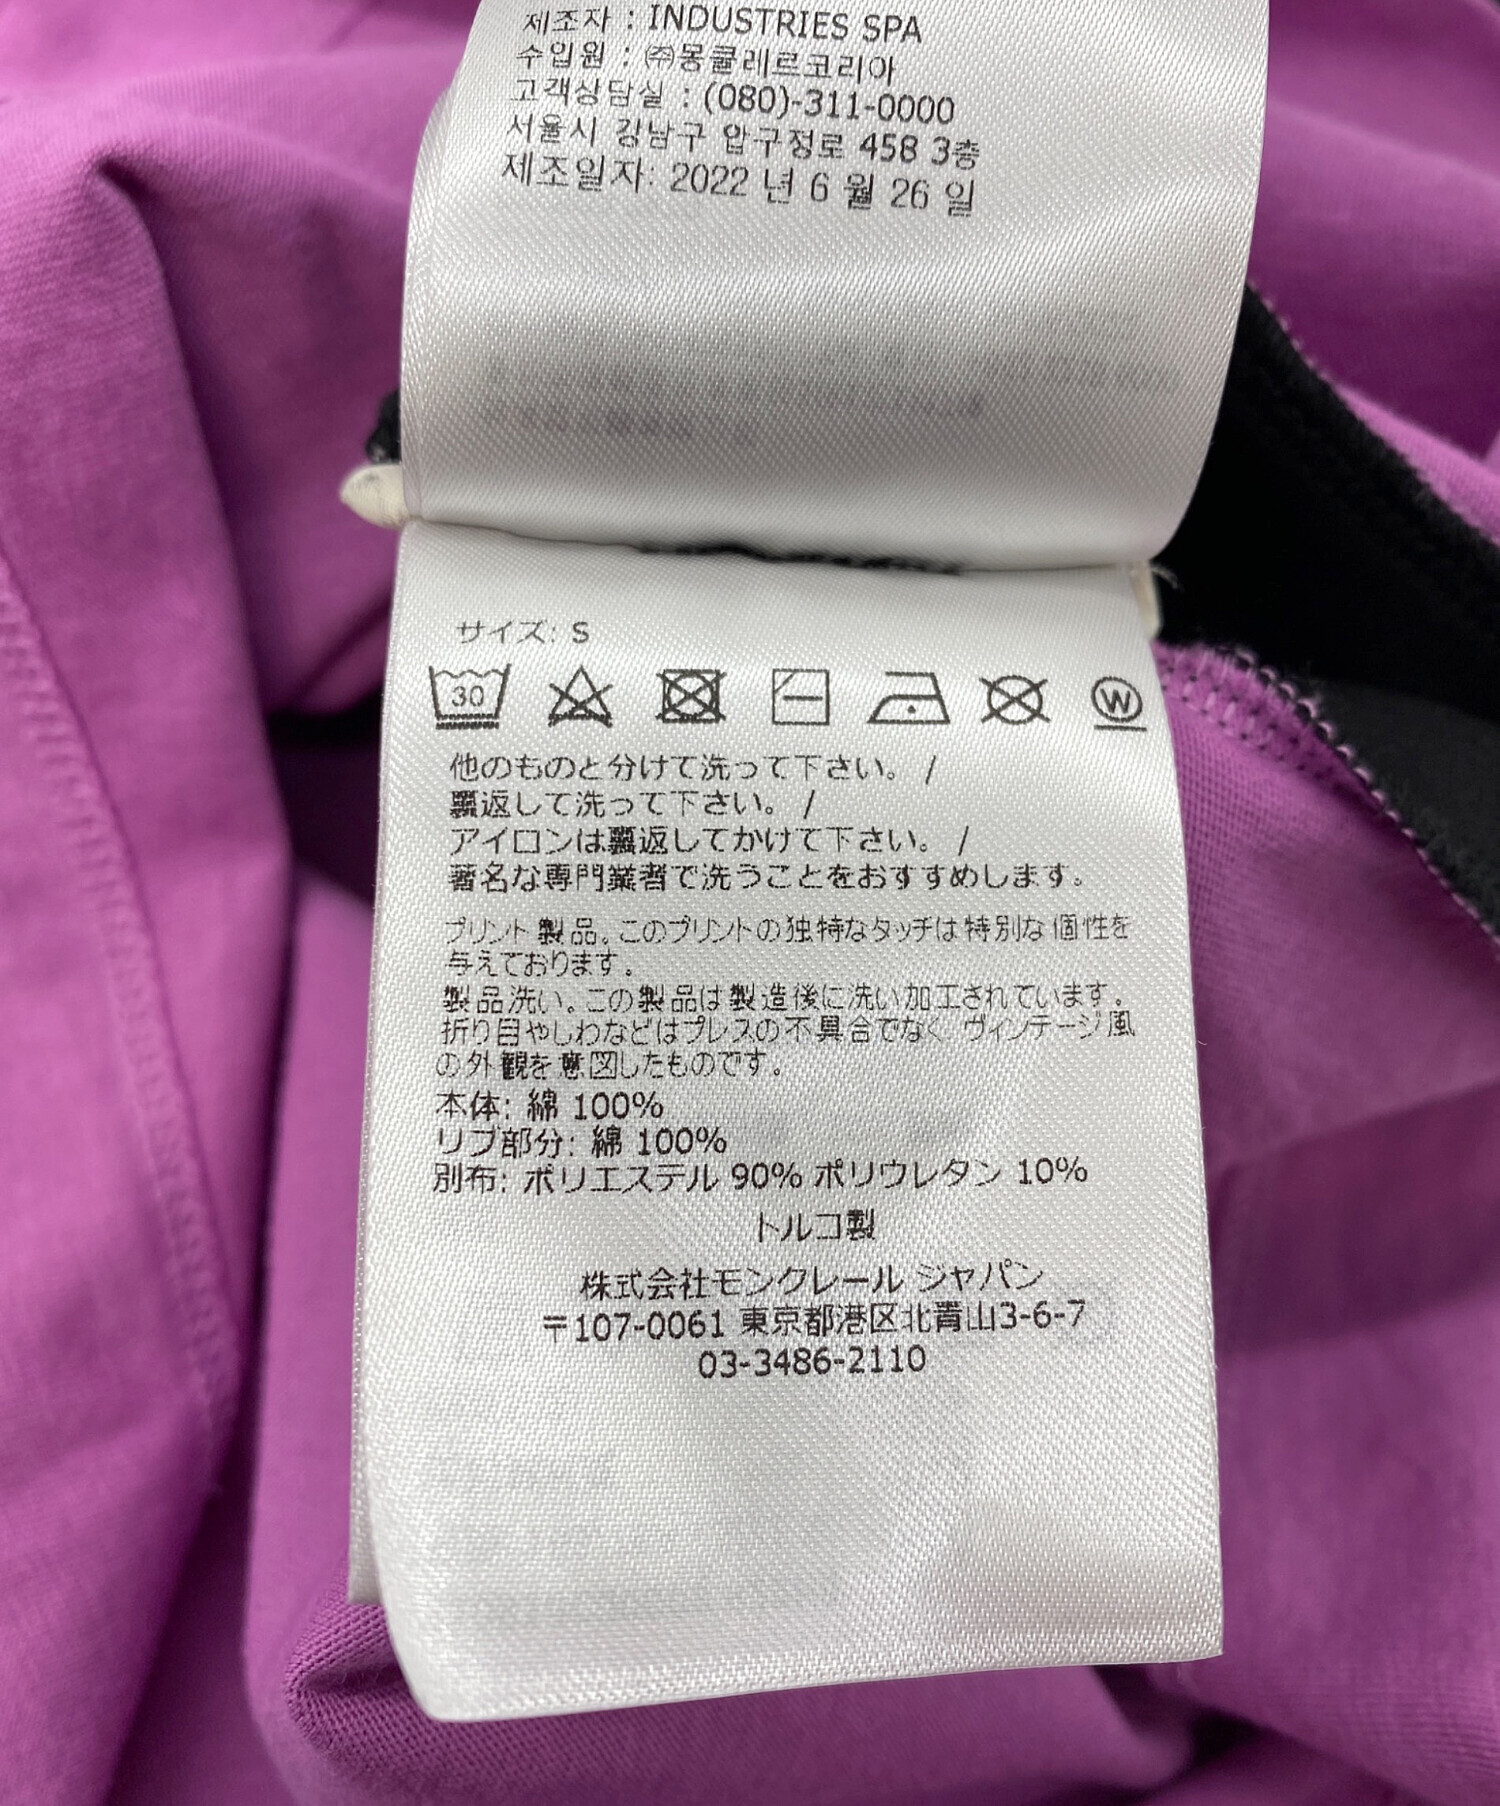 제조자 : INDUSTRIES SPA
수입원 : ㈜몽클레르코리아
고객상담실 : (080)-311-0000
서울시 강남구 압구정로 458 3층
제조일자: 2022 년 6 월 26 일
サイズ: S
30
W
他のものと分けて洗って下さい。 /
裏返して洗って下さい。 /
アイロンは裏返してかけて下さい。 /
著名な専門業者で洗うことをおすすめします。
プリント製品。このプリントの独特なタッチは特別な個性を
与えております。
製品洗い。この製品は製造後に洗い加工されています。
折り目やしわなどはプレスの不具合でなく ヴィンテージ風
の外観を意図したものです。
本体: 綿 100%
リブ部分: 綿 100%
別布: ポリエステル 90% ポリウレタン 10%
トルコ製
株式会社モンクレール ジャパン
〒107-0061 東京都港区北青山3-6-7
03-3486-2110